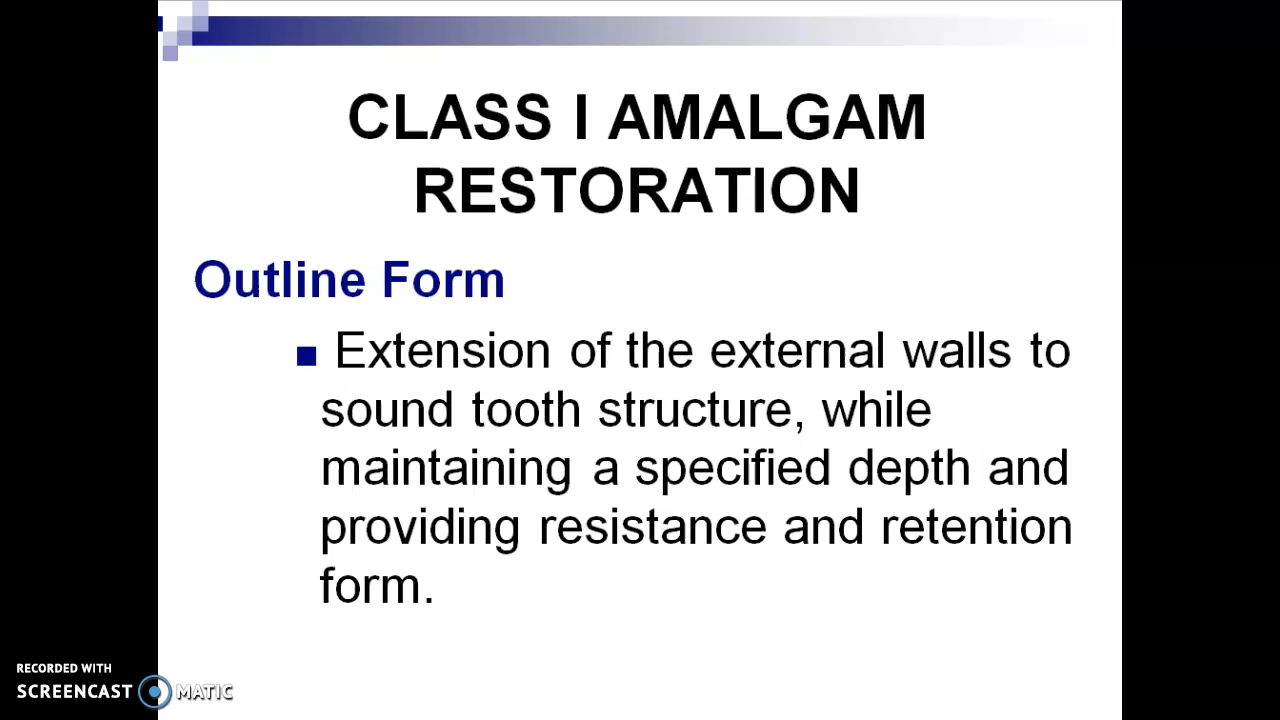 CLASS I AMALGAM
RESTORATION
Outline Form
Extension of the external walls to
sound tooth structure, while
maintaining a specified depth and
providing resistance and retention
form.
RECORDED WITH
SCREENCAST MATIC